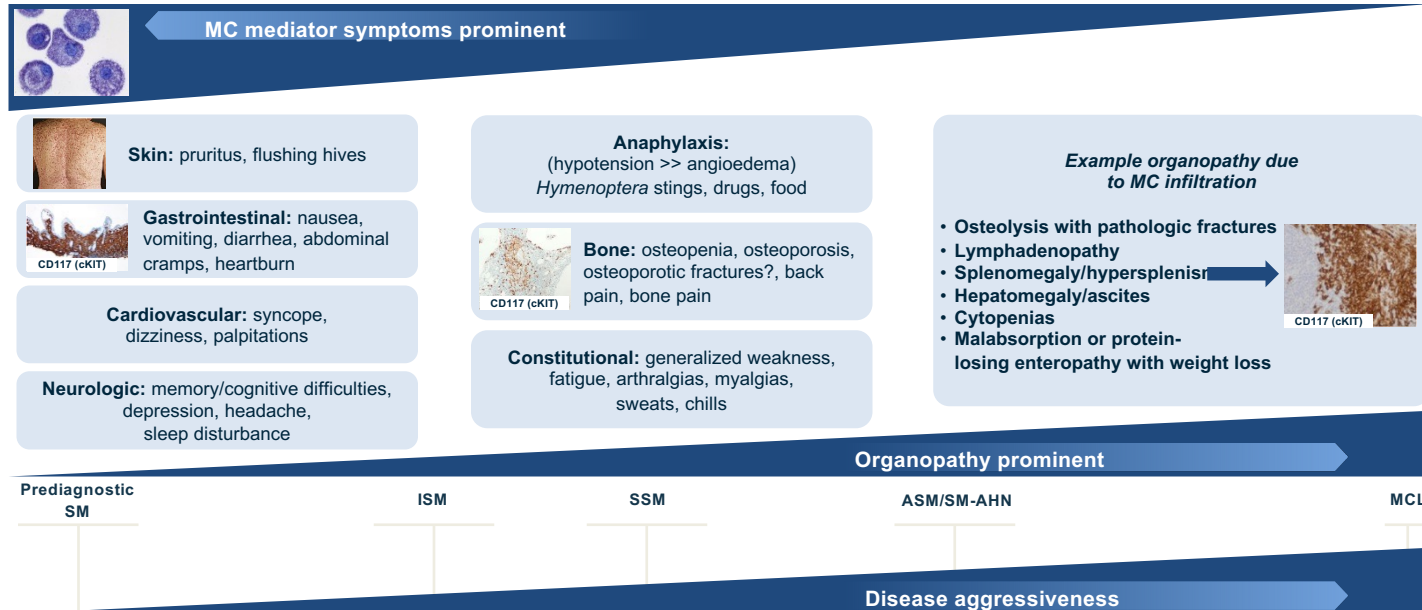 MC mediator symptoms prominent
Skin: pruritus, flushing hives
Gastrointestinal: nausea,
vomiting, diarrhea, abdominal
cramps, heartburn
CD117 (cKIT)
Cardiovascular: syncope,
dizziness, palpitations
Neurologic: memory/cognitive difficulties,
depression, headache,
sleep disturbance
Anaphylaxis:
(hypotension >> angioedema)
Hymenoptera stings, drugs, food
Bone: osteopenia, osteoporosis,
osteoporotic fractures?, back
pain, bone pain
CD117 (cKIT)
Constitutional: generalized weakness,
fatigue, arthralgias, myalgias,
sweats, chills
Example organopathy due
to MC infiltration
• Osteolysis with pathologic fractures
• Lymphadenopathy
• Splenomegaly/hypersplenism
• Hepatomegaly/ascites
• Cytopenias
• Malabsorption or protein-
losing enteropathy with weight loss
CD117 (cKIT)
Organopathy prominent
Prediagnostic
SM
ISM
SSM
ASM/SM-AHN
MCL
Disease aggressiveness